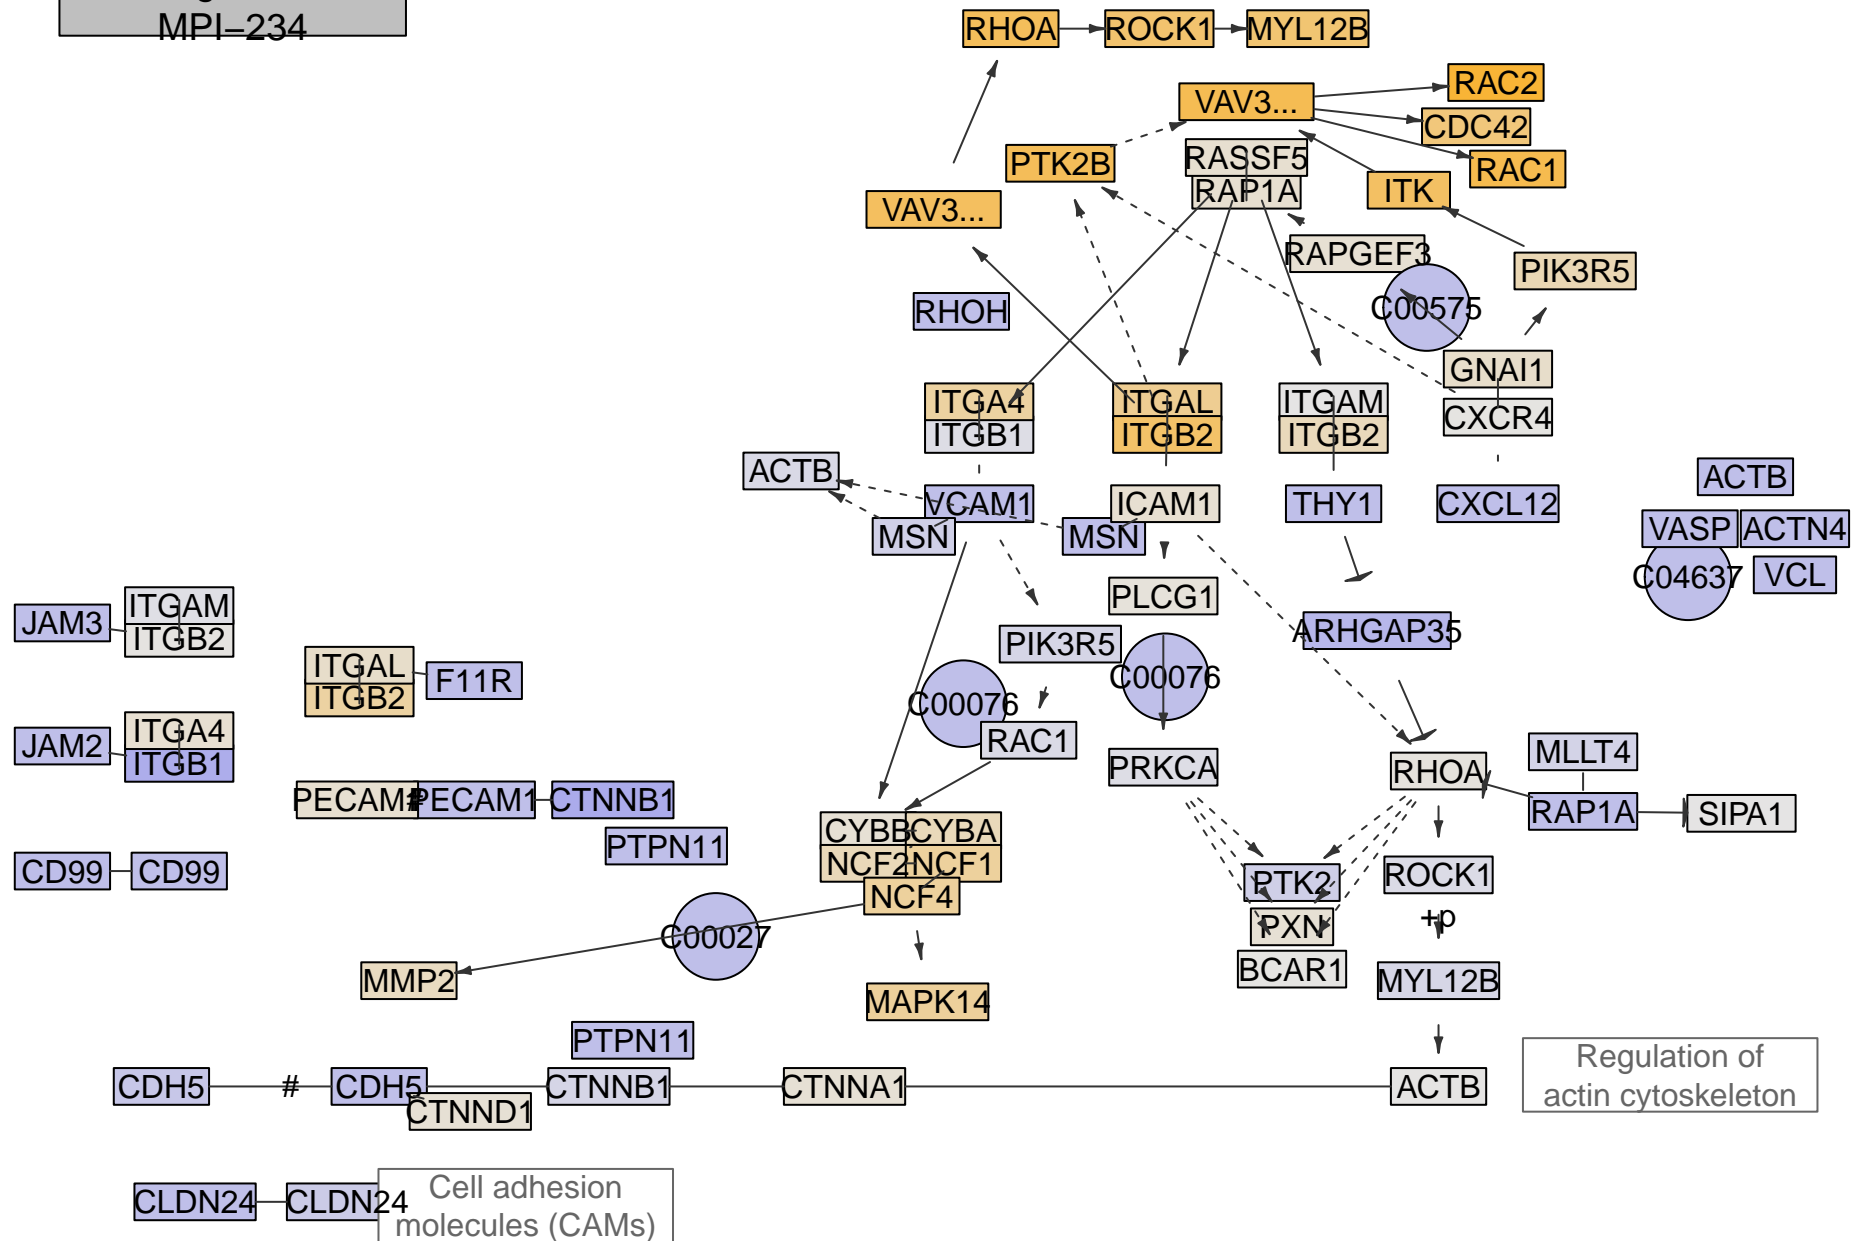 MPI−234
RHOA
ROCK1
MYL12B
RAC2
VAV3...
CDC42
RASSF5
PTK2B
RAC1
RAP1A
ITK
VAV3...
RAPGEF3
PIK3R5
RHOH
C00575
GNAI1
ITGA4
ITGAL
ITGAM
CXCR4
ITGB1
ITGB2
ITGB2
ACTB
ACTB
VCAM1
ICAM1
THY1
CXCL12
MSN
MSN
VASP
ACTN4
C04637
VCL
PLCG1
JAM3
ITGAM
ITGB2
ARHGAP35
PIK3R5
ITGAL
ITGB2
F11R
C00076
C00076
JAM2
ITGA4
ITGB1
RAC1
PRKCA
RHOA
MLLT4
PECAM1
#
PECAM1
CTNNB1
RAP1A
SIPA1
PTPN11
CYBB
CYBA
NCF2
NCF1
CD99
CD99
NCF4
PTK2
ROCK1
PXN
+p
C00027
BCAR1
MMP2
MYL12B
MAPK14
PTPN11
CDH5
#
CDH5
CTNNB1
CTNNA1
ACTB
CTNND1
Regulation of
actin cytoskeleton
CLDN24
CLDN24
Cell adhesion
molecules (CAMs)